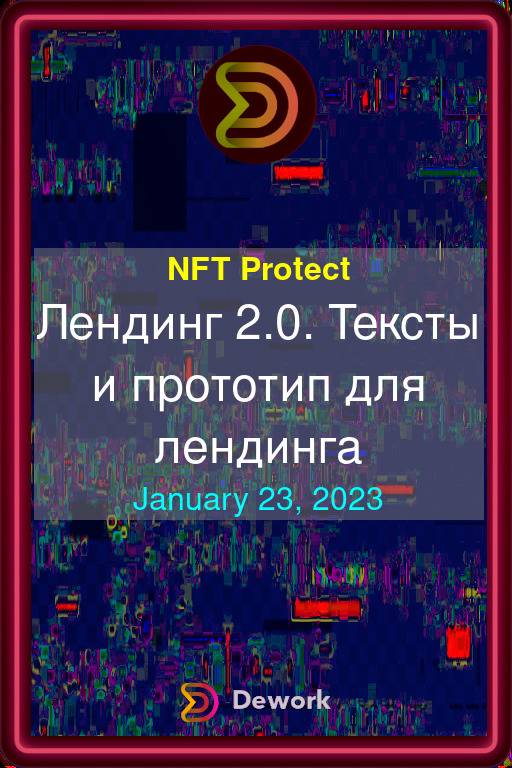 NFT Protect
Лендинг 2.0. Тексты
и прототип для
лендинга
January 23, 2023
Dework